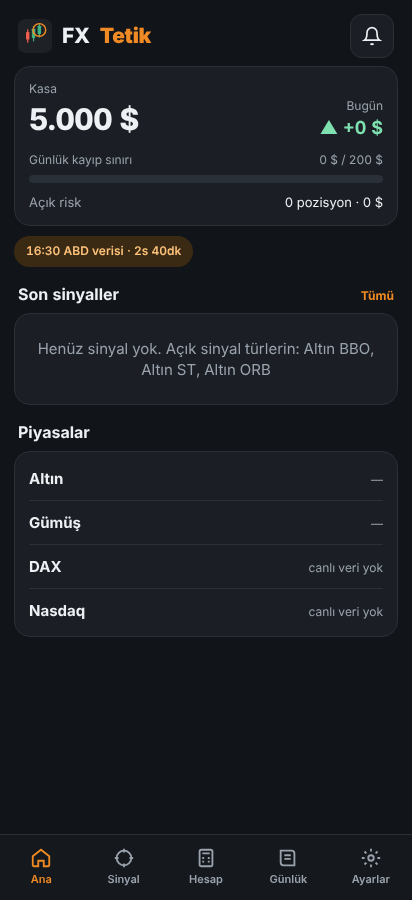 FX Tetik
Kasa
5.000 $
Bugün
▲ +0 $
Günlük kayıp sınırı
0 $ / 200 $
Açık risk
0 pozisyon · 0 $
16:30 ABD verisi · 2s 40dk
Son sinyaller
Tümü
Henüz sinyal yok. Açık sinyal türlerin: Altın BBO,
Altın ST, Altın ORB
Piyasalar
Altın
—
Gümüş
—
DAX
canlı veri yok
Nasdaq
canlı veri yok
Ana
Sinyal
Hesap
Günlük
Ayarlar